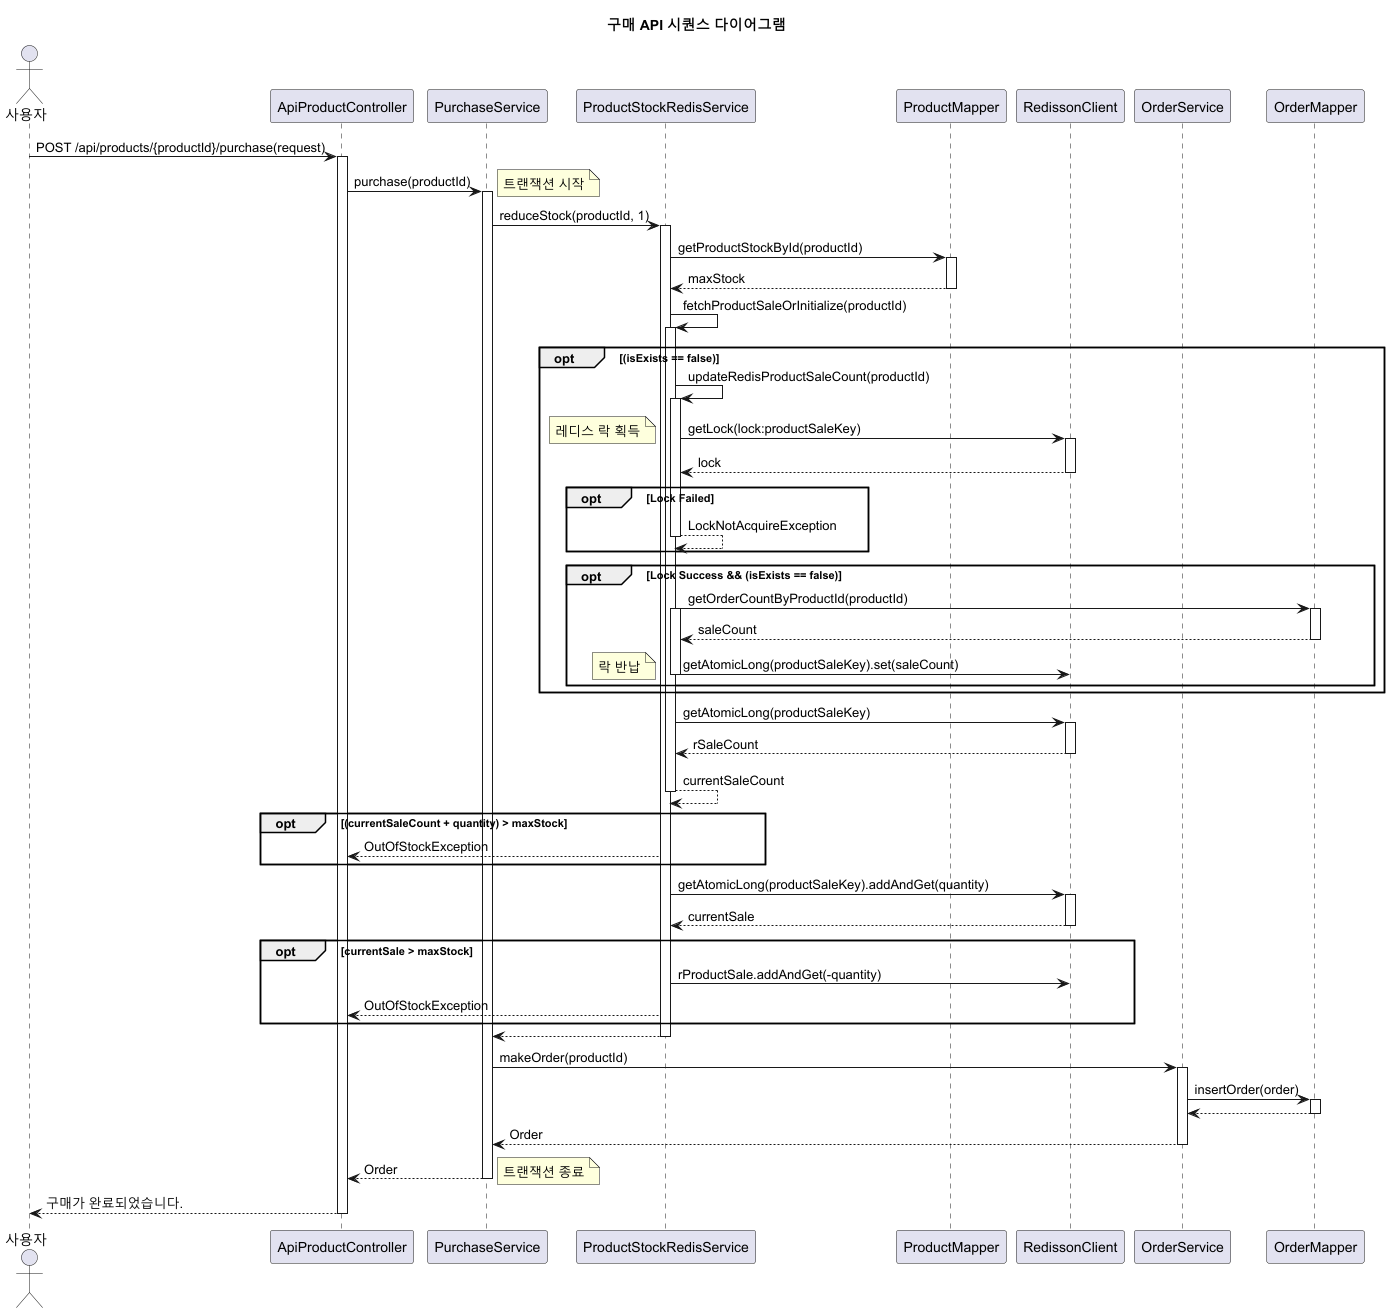 구매 API 시퀀스 다이어그램
사용자
ApiProductController
PurchaseService
ProductStockRedisService
ProductMapper
RedissonClient
OrderService
OrderMapper
POST /api/products/{productId}/purchase(request)
purchase(productId)
트랜잭션 시작
reduceStock(productId, 1)
getProductStockById(productId)
maxStock
fetchProductSaleOrInitialize(productId)
opt
[(isExists == false)]
updateRedisProductSaleCount(productId)
레디스 락 획득
getLock(lock:productSaleKey)
lock
opt
[Lock Failed]
LockNotAcquireException
opt
[Lock Success && (isExists == false)]
getOrderCountByProductId(productId)
saleCount
락 반납
getAtomicLong(productSaleKey).set(saleCount)
getAtomicLong(productSaleKey)
rSaleCount
currentSaleCount
opt
[(currentSaleCount + quantity) > maxStock]
OutOfStockException
getAtomicLong(productSaleKey).addAndGet(quantity)
currentSale
opt
[currentSale > maxStock]
rProductSale.addAndGet(-quantity)
OutOfStockException
makeOrder(productId)
insertOrder(order)
Order
Order
트랜잭션 종료
구매가 완료되었습니다.
사용자
ApiProductController
PurchaseService
ProductStockRedisService
ProductMapper
RedissonClient
OrderService
OrderMapper